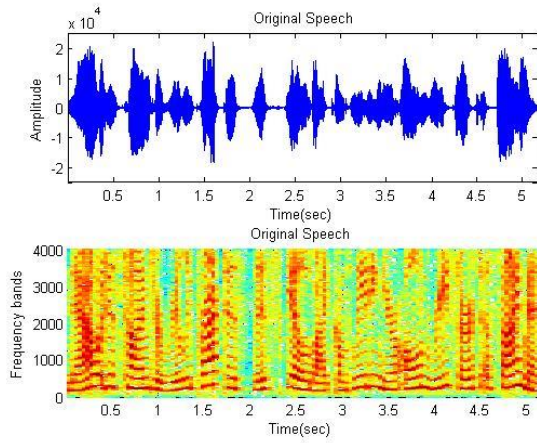 Original Speech
x 10⁴
2
1
0
-1
-2
Amplitude
0.5 1 1.5 2 2.5 3 3.5 4 4.5 5
Time(sec)
Original Speech
4000
3000
2000
1000
0
Frequency bands
0.5 1 1.5 2 2.5 3 3.5 4 4.5 5
Time(sec)